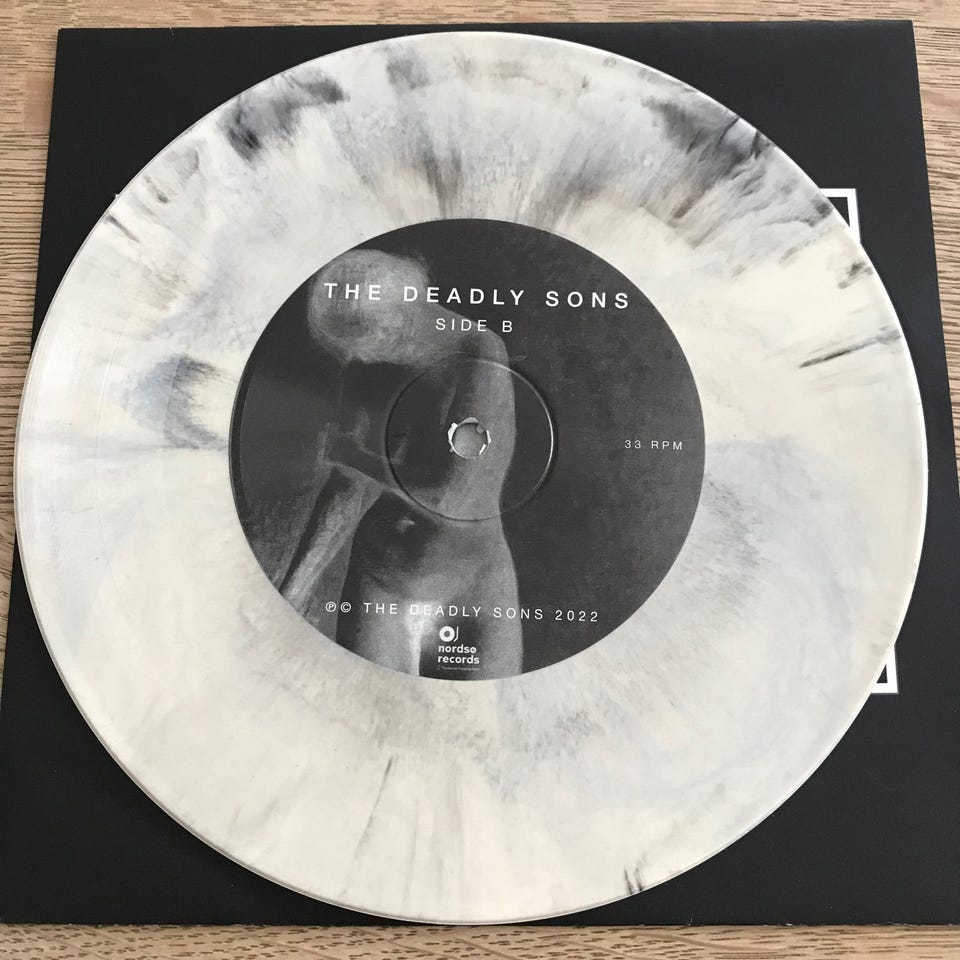 THE DEADLY SONS
SIDE B
33 RPM
℗© THE DEADLY SONS 2022
nordsø
records